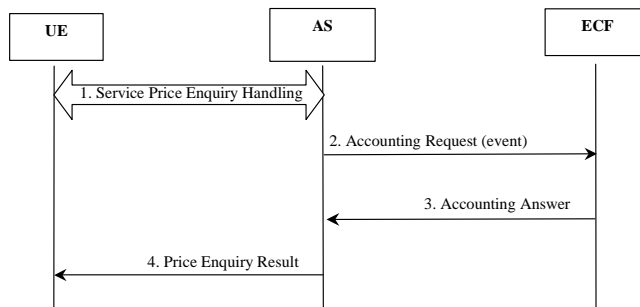 UE
AS
ECF
1. Service Price Enquiry Handling
2. Accounting Request (event)
3. Accounting Answer
4. Price Enquiry Result